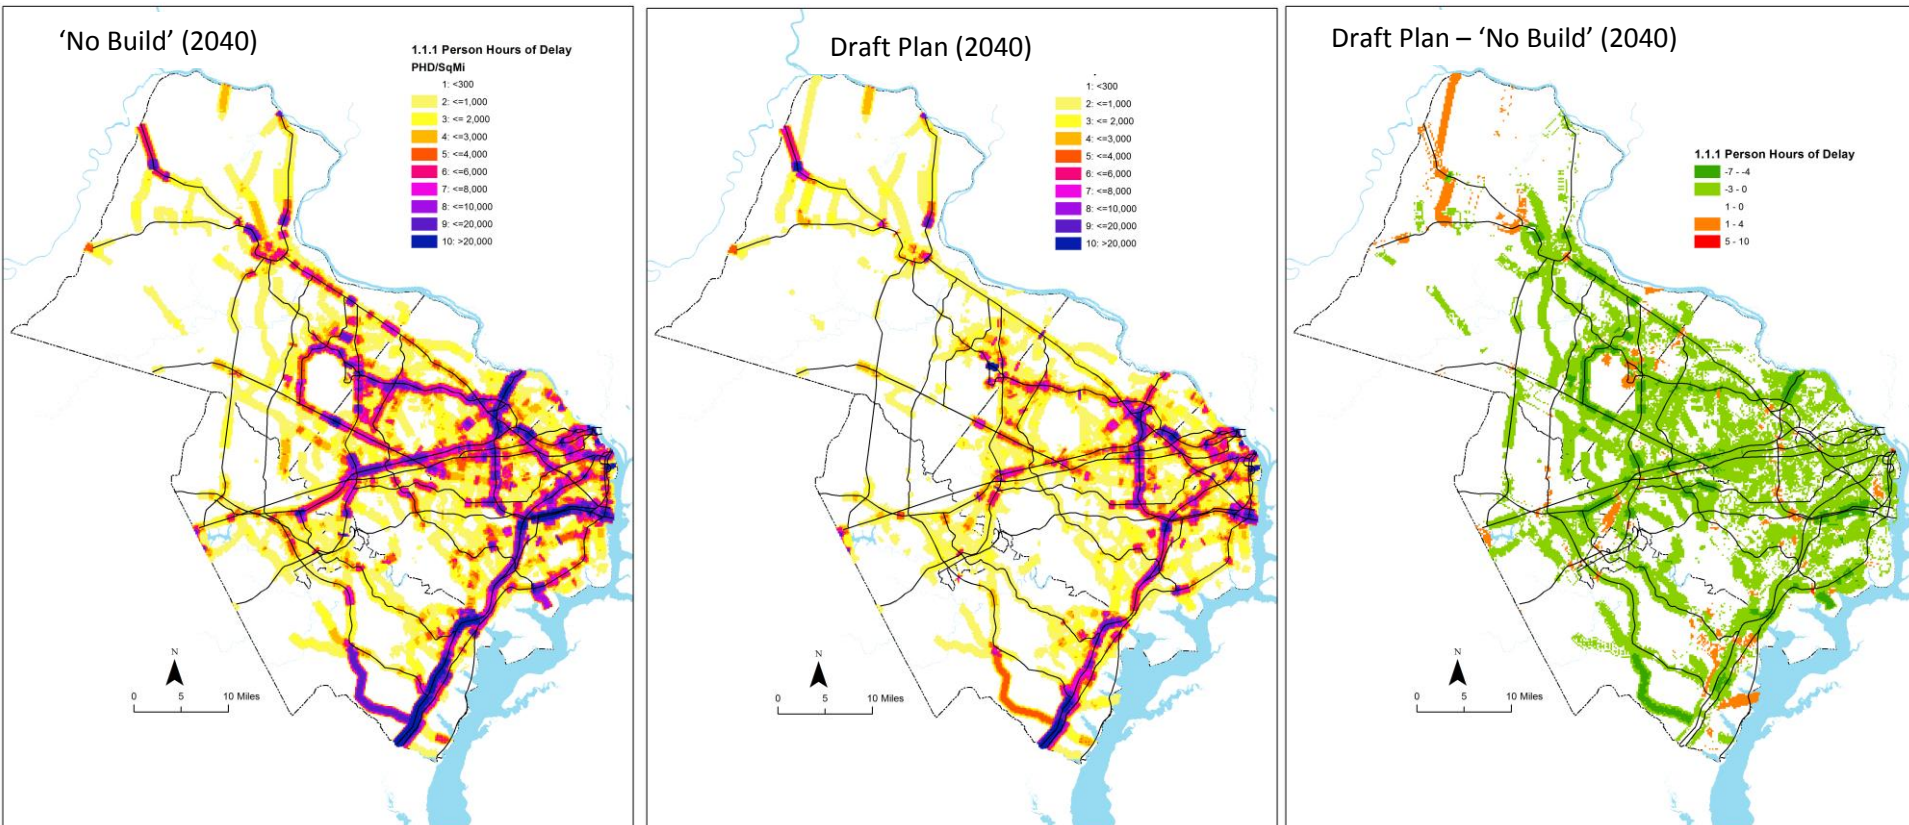 'No Build' (2040)
1.1.1 Person Hours of Delay
PHD/SqMi
1: <300
2: <=1,000
3: <= 2,000
4: <=3,000
5: <=4,000
6: <=6,000
7: <=8,000
8: <=10,000
9: <=20,000
10: >20,000
N
0 5 10 Miles
Draft Plan (2040)
1: <300
2: <=1,000
3: <= 2,000
4: <=3,000
5: <=4,000
6: <=6,000
7: <=8,000
8: <=10,000
9: <=20,000
10: >20,000
N
0 5 10 Miles
Draft Plan – 'No Build' (2040)
1.1.1 Person Hours of Delay
-7 - -4
-3 - 0
1 - 0
1 - 4
5 - 10
N
0 5 10 Miles